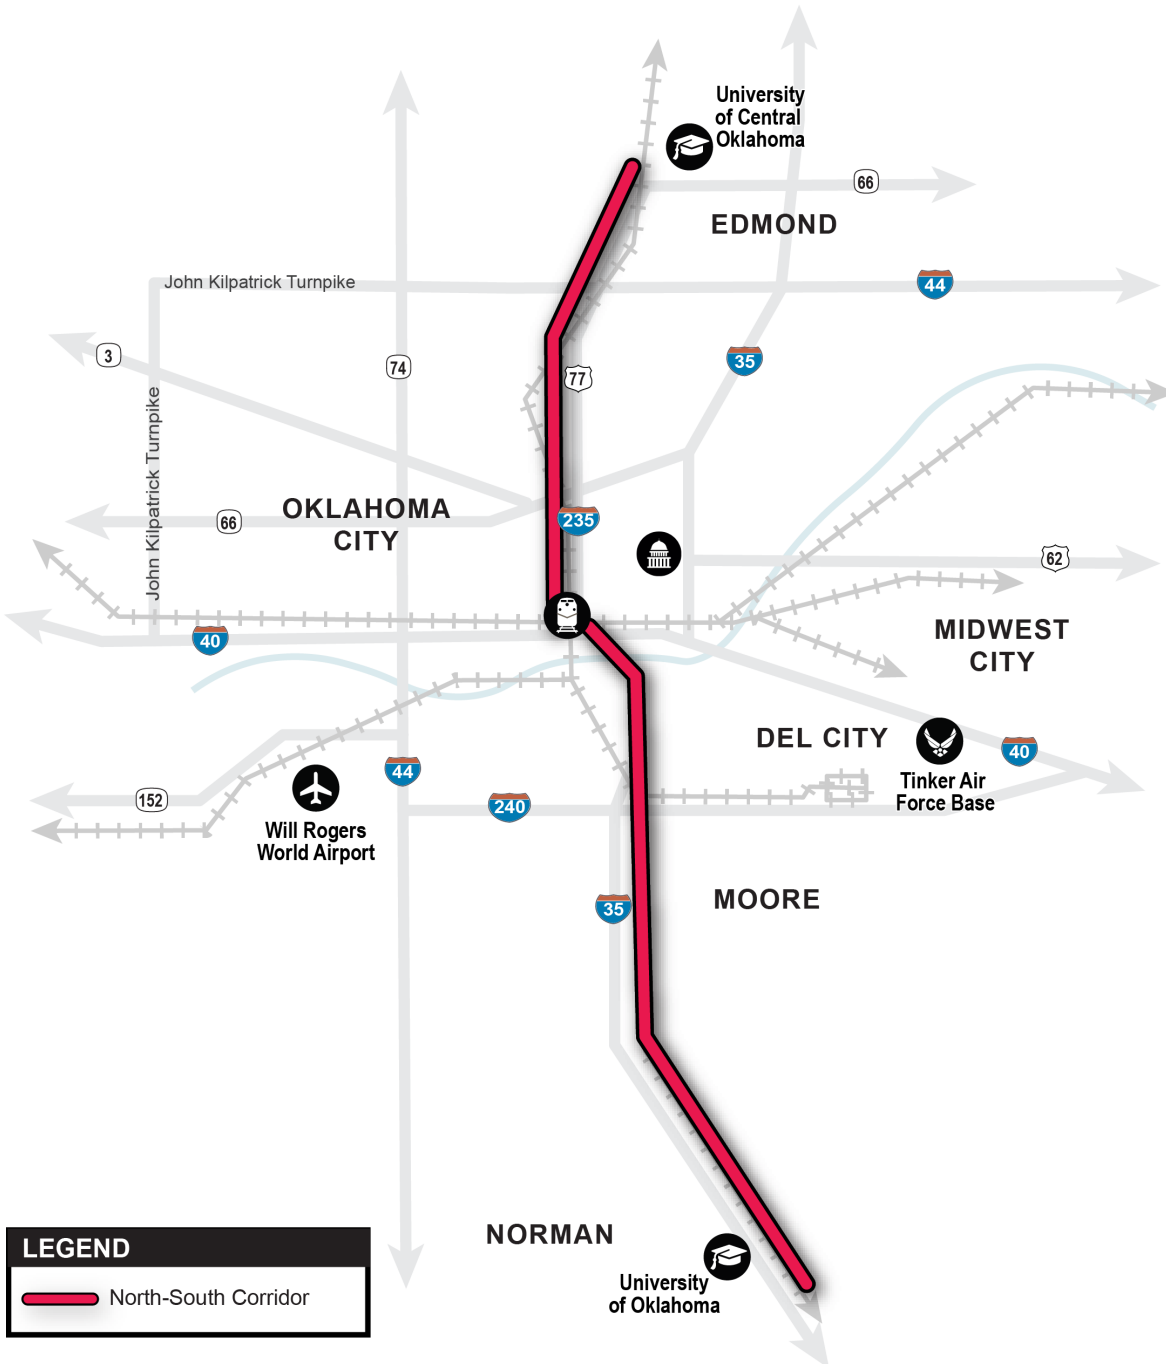 University
of Central
Oklahoma
66
EDMOND
John Kilpatrick Turnpike
44
3
74
77
35
John Kilpatrick Turnpike
OKLAHOMA
CITY
66
235
62
40
MIDWEST
CITY
DEL CITY
40
Tinker Air
Force Base
44
152
240
Will Rogers
World Airport
MOORE
35
NORMAN
University
of Oklahoma
LEGEND
North-South Corridor